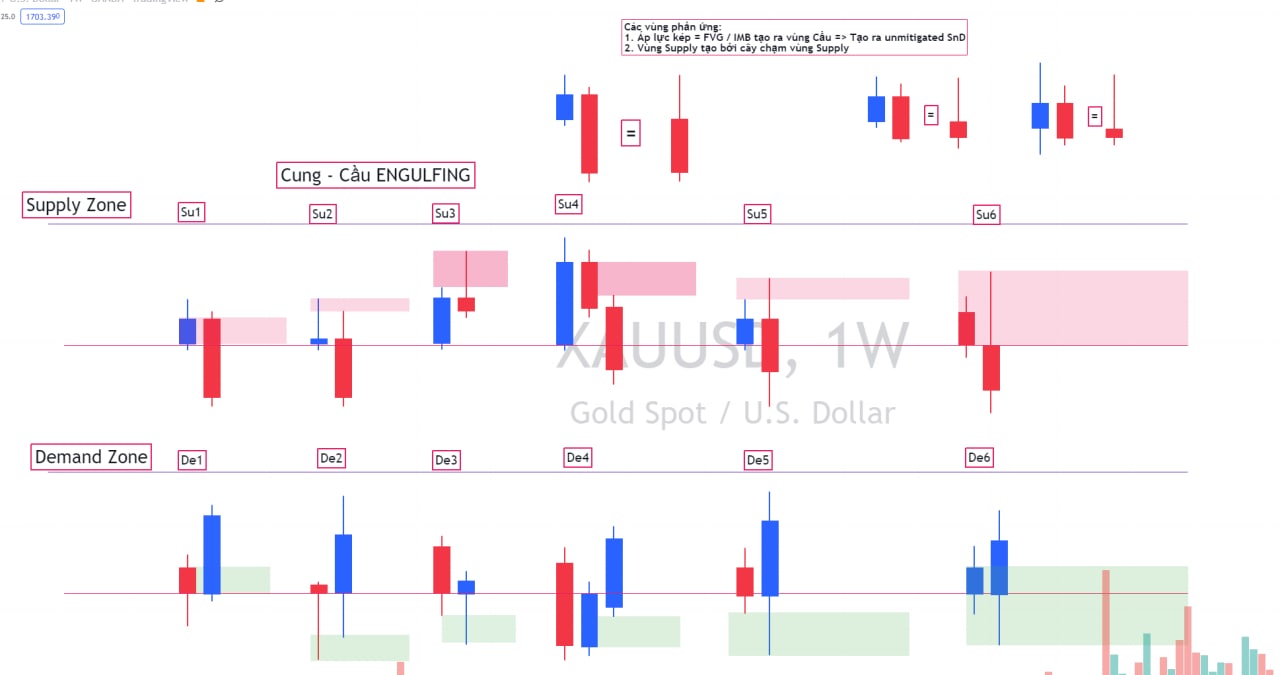 25.0
1703.390
Các vùng phản ứng:
1. Áp lực kép = FVG / IMB tạo ra vùng Cầu => Tạo ra unmitigated SnD
2. Vùng Supply tạo bởi cây chạm vùng Supply
=
=
=
Cung - Cầu ENGULFING
Supply Zone
Su1
Su2
Su3
Su4
Su5
Su6
XAUUSD, 1W
Gold Spot / U.S. Dollar
Demand Zone
De1
De2
De3
De4
De5
De6